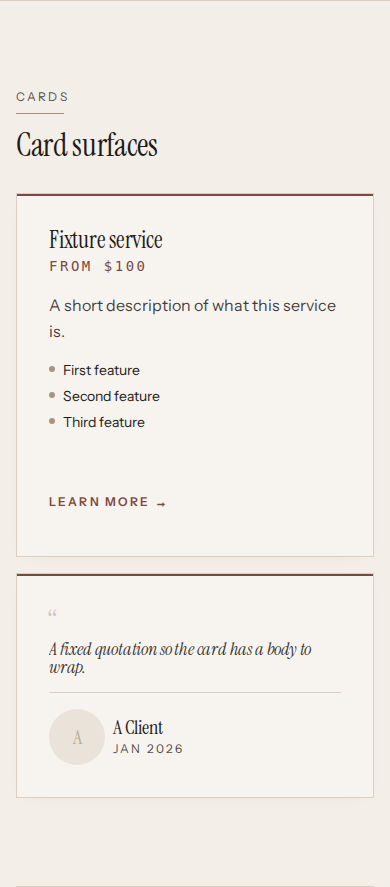 CARDS
Card surfaces
Fixture service
FROM $100
A short description of what this service
is.
First feature
Second feature
Third feature
LEARN MORE →
“
A fixed quotation so the card has a body to
wrap.
A
A Client
JAN 2026